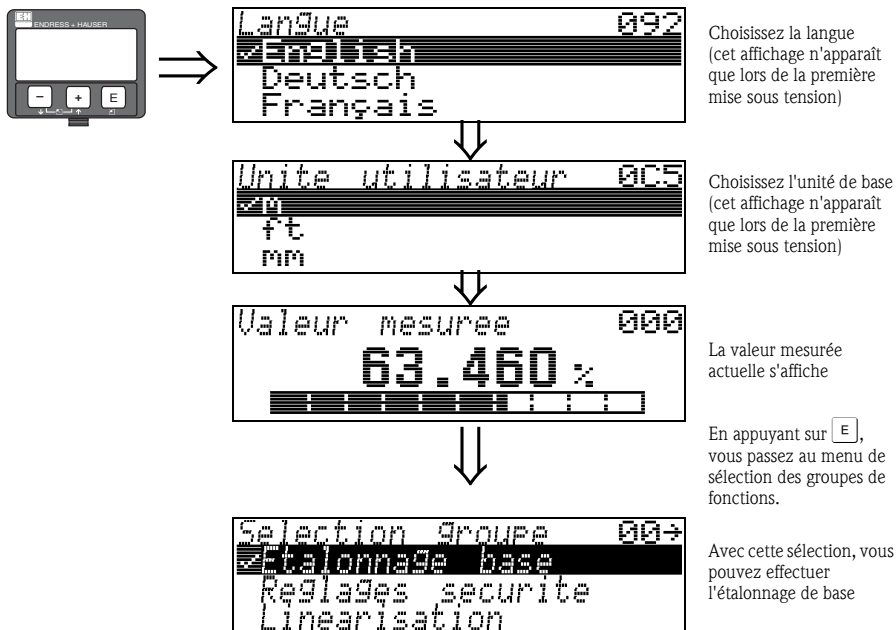 EH ENDRESS + HAUSER
- + E
Langue 092
✓English
Deutsch
Français
Choisissez la langue
(cet affichage n'apparaît
que lors de la première
mise sous tension)
Unite utilisateur 0C5
✓m
ft
mm
Choisissez l'unité de base
(cet affichage n'apparaît
que lors de la première
mise sous tension)
Valeur mesuree 000
63.460 %
La valeur mesurée
actuelle s'affiche
En appuyant sur E,
vous passez au menu de
sélection des groupes de
fonctions.
Selection groupe 00→
✓Etalonnage base
Reglages securite
Linearisation
Avec cette sélection, vous
pouvez effectuer
l'étalonnage de base